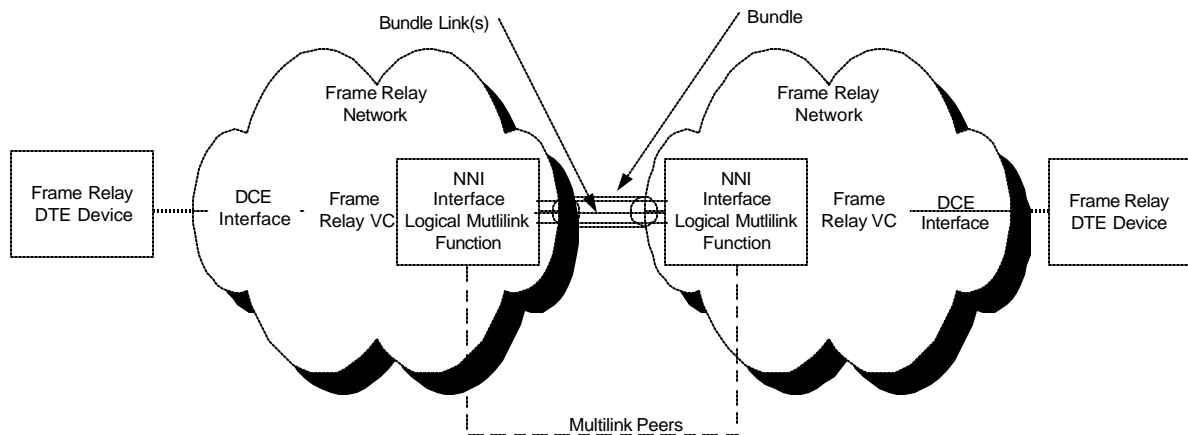 Bundle Link(s)
Bundle
Frame Relay
Network
Frame Relay
Network
Frame Relay
DTE Device
DCE
Interface
Frame
Relay VC
NNI
Interface
Logical Mutlilink
Function
NNI
Interface
Logical Mutlilink
Function
Frame
Relay VC
DCE
Interface
Frame Relay
DTE Device
Multilink Peers